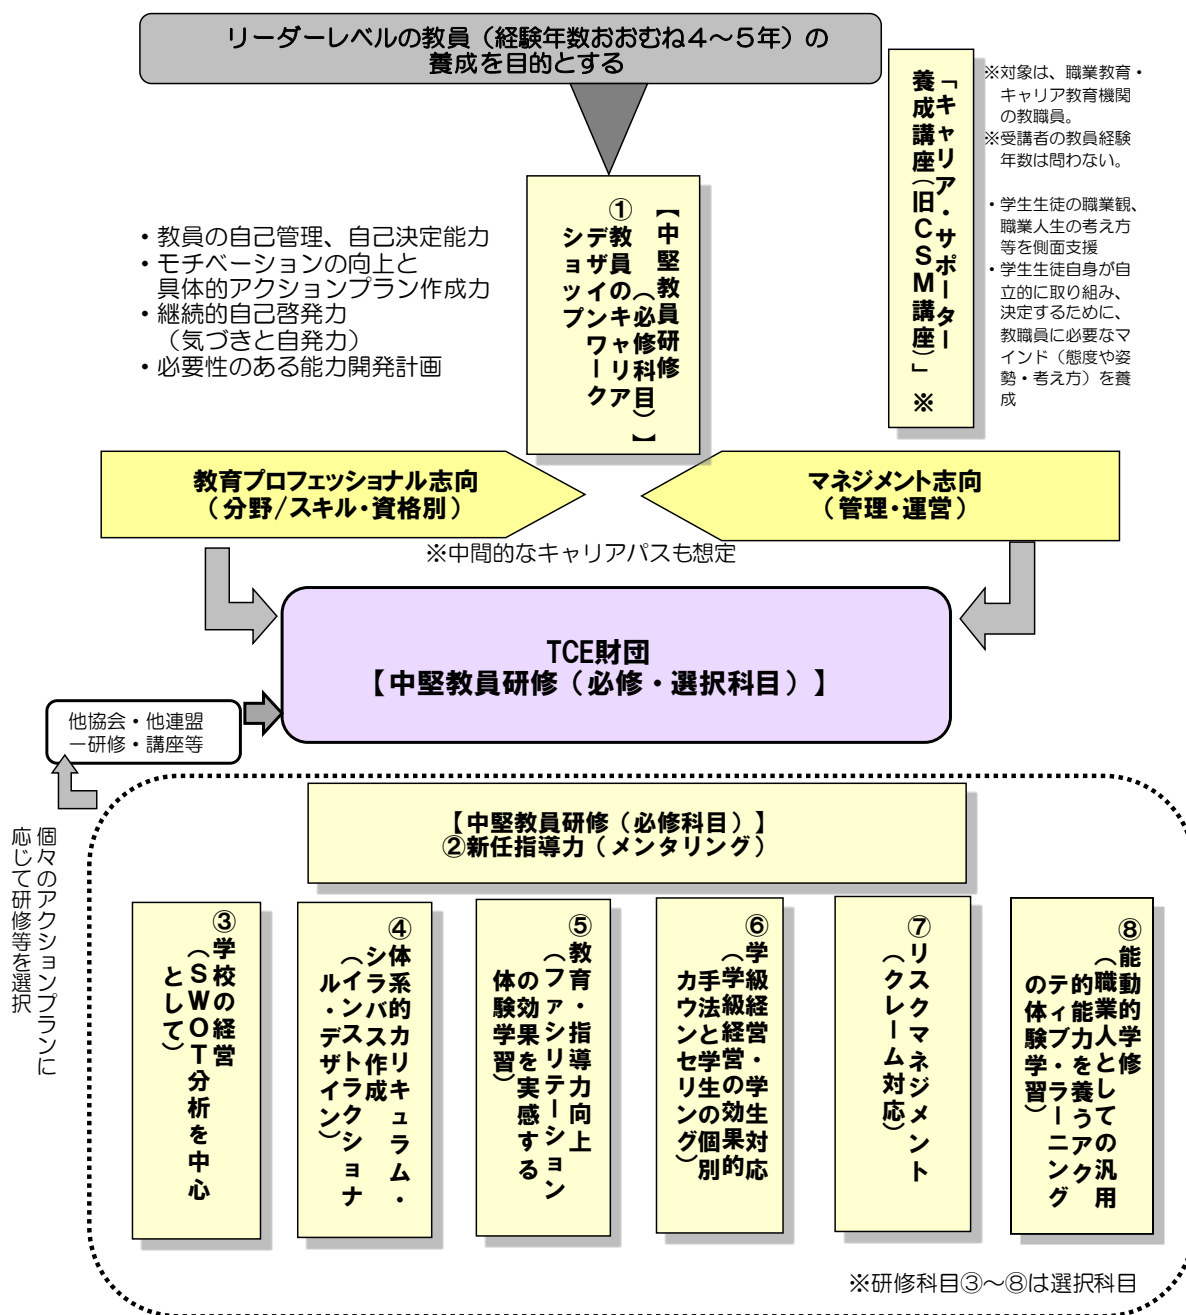 リーダーレベルの教員（経験年数おおむね４～５年）の
養成を目的とする
「キャリア・サポーター
養成講座（旧ＣＳＭ講座）」※
※対象は、職業教育・
キャリア教育機関
の教職員。
※受講者の教員経験
年数は問わない。
・学生生徒の職業観、
職業人生の考え方
等を側面支援
・学生生徒自身が自
立的に取り組み、
決定するために、
教職員に必要なマ
インド（態度や姿
勢・考え方）を養
成
【中堅教員研修
（必修科目）】
①教員のキャリア
デザインワーク
ショップ
・教員の自己管理、自己決定能力
・モチベーションの向上と
具体的アクションプラン作成力
・継続的自己啓発力
（気づきと自発力）
・必要性のある能力開発計画
教育プロフェッショナル志向
（分野/スキル・資格別）
マネジメント志向
（管理・運営）
※中間的なキャリアパスも想定
TCE財団
【中堅教員研修（必修・選択科目）】
他協会・他連盟
－研修・講座等
個々のアクションプランに
応じて研修等を選択
【中堅教員研修（必修科目）】
②新任指導力（メンタリング）
③学校の経営
（ＳＷＯＴ分析を中心
として）
④体系的カリキュラム・
シラバス作成
（インストラクショナ
ル・デザイン）
⑤教育・指導力向上
（ファシリテーション
の効果を実感する
体験学習）
⑥学級経営・学生対応
（学級経営の効果的
手法と学生の個別
カウンセリング）
⑦リスクマネジメント
（クレーム対応）
⑧能動的学修
（職業人としての汎用
的能力を養うアク
ティブ・ラーニング
の体験学習）
※研修科目③～⑧は選択科目